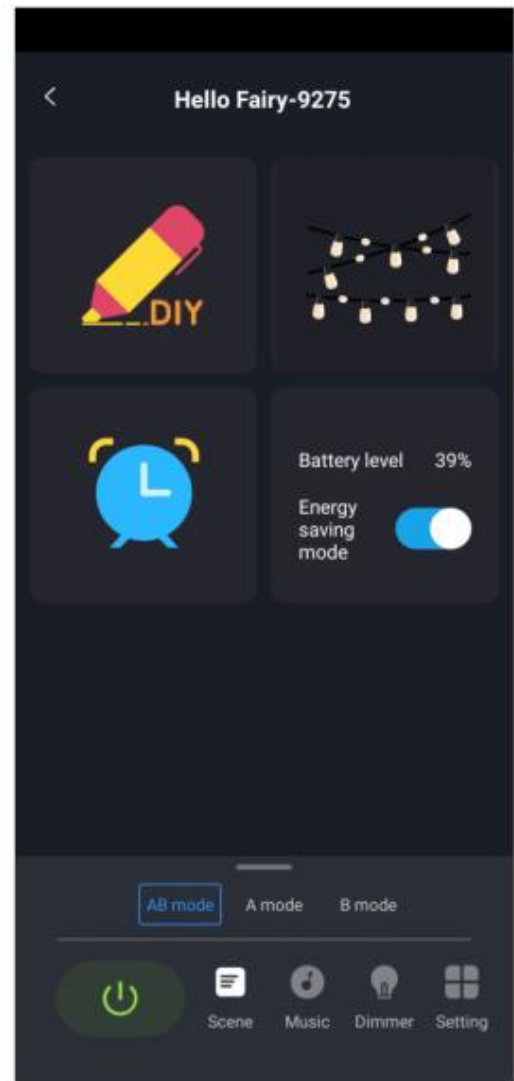 Hello Fairy-9275
DIY
Battery level 39%
Energy
saving
mode
AB mode A mode B mode
Scene Music Dimmer Setting